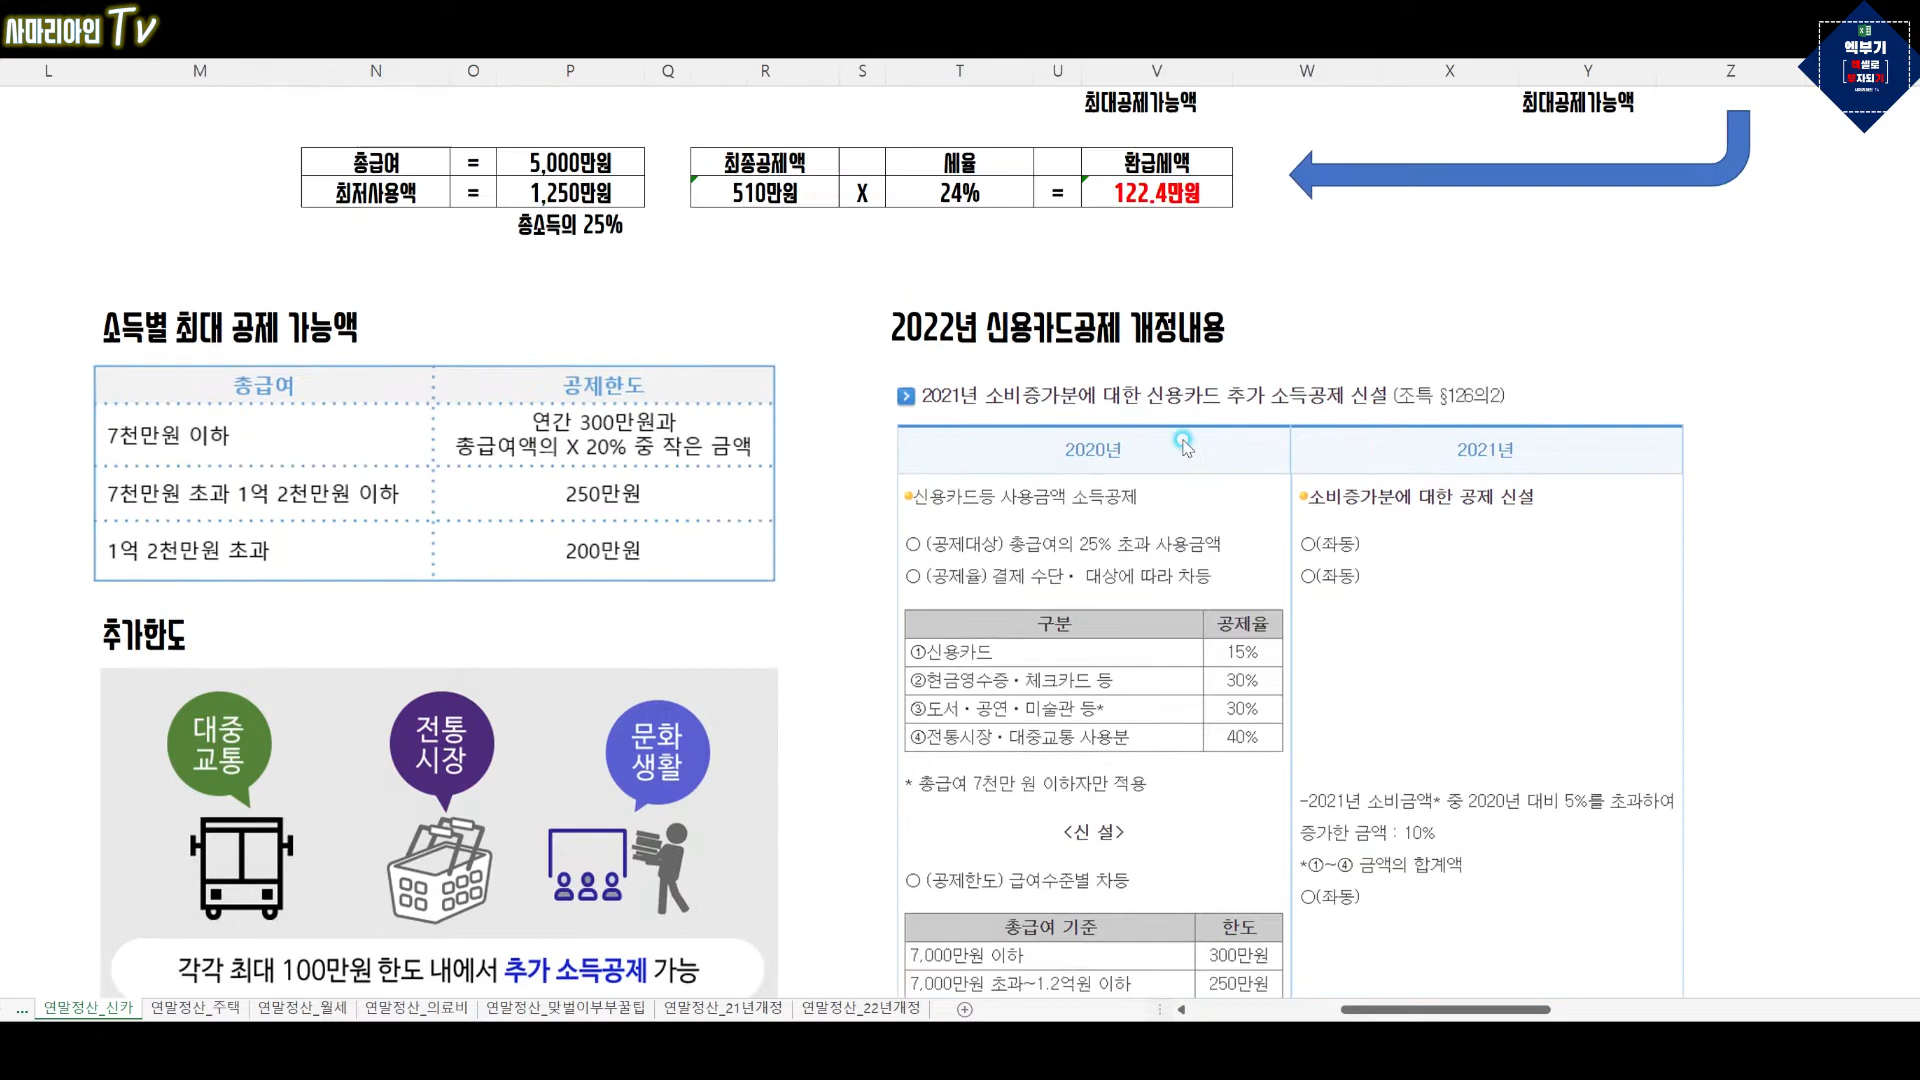 사마리아인 Tv
엑부기
엑셀로
부자되기
L M N O P Q R S T U V W X Y Z
최대공제가능액 최대공제가능액
총급여 = 5,000만원 최종공제액 세율 환급세액
최저사용액 = 1,250만원 510만원 X 24% = 122.4만원
총소득의 25%
소득별 최대 공제 가능액
총급여 공제한도
7천만원 이하 연간 300만원과
총급여액의 X 20% 중 작은 금액
7천만원 초과 1억 2천만원 이하 250만원
1억 2천만원 초과 200만원
추가한도
대중
교통
전통
시장
문화
생활
각각 최대 100만원 한도 내에서 추가 소득공제 가능
2022년 신용카드공제 개정내용
2021년 소비증가분에 대한 신용카드 추가 소득공제 신설 (조특 §126의2)
2020년 2021년
신용카드등 사용금액 소득공제 소비증가분에 대한 공제 신설
○ (공제대상) 총급여의 25% 초과 사용금액 ○(좌동)
○ (공제율) 결제 수단・ 대상에 따라 차등 ○(좌동)
구분 공제율
①신용카드 15%
②현금영수증・체크카드 등 30%
③도서・공연・미술관 등* 30%
④전통시장・대중교통 사용분 40%
* 총급여 7천만 원 이하자만 적용
<신 설>
-2021년 소비금액* 중 2020년 대비 5%를 초과하여
증가한 금액 : 10%
*①~④ 금액의 합계액
○ (공제한도) 급여수준별 차등 ○(좌동)
총급여 기준 한도
7,000만원 이하 300만원
7,000만원 초과~1.2억원 이하 250만원
... 연말정산_신카 연말정산_주택 연말정산_월세 연말정산_의료비 연말정산_맞벌이부부꿀팁 연말정산_21년개정 연말정산_22년개정